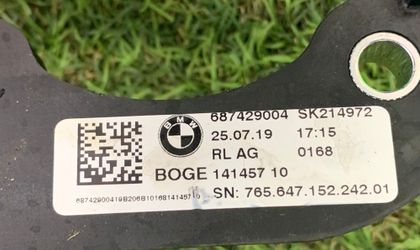 BMW
687429004 SK214972
25.07.19 17:15
RL AG 0168
BOGE 141457 10
SN: 765.647.152.242.01